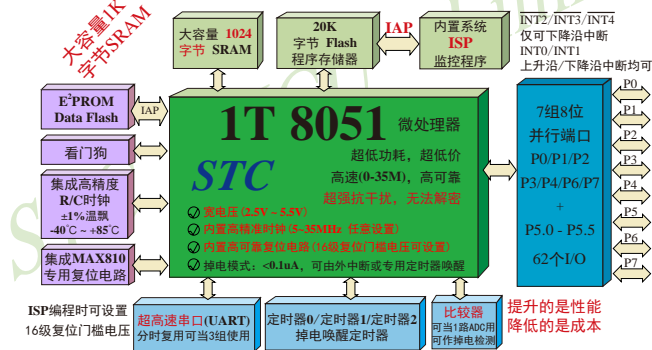 大容量1K
字节SRAM
大容量 1024
字节 SRAM
20K
字节 Flash
程序存储器
IAP
内置系统
ISP
监控程序
INT2/INT3/INT4
仅可下降沿中断
INT0/INT1
上升沿/下降沿中断均可
E²PROM
Data Flash
IAP
看门狗
集成高精度
R/C时钟
±1%温飘
-40℃ ~ +85℃
集成MAX810
专用复位电路
1T 8051 微处理器
STC
超低功耗，超低价
高速(0-35M)，高可靠
超强抗干扰，无法解密
宽电压(2.5V ~ 5.5V)
内置高精准时钟(5~35MHz 任意设置)
内置高可靠复位电路(16级复位门槛电压可设置)
掉电模式: <0.1uA，可由外中断或专用定时器唤醒
7组8位
并行端口
P0/P1/P2
P3/P4/P6/P7
+
P5.0 - P5.5
62个I/O
P0
P1
P2
P3
P4
P5
P6
P7
ISP编程时可设置
16级复位门槛电压
超高速串口(UART)
分时复用可当3组使用
定时器0/定时器1/定时器2
掉电唤醒定时器
比较器
可当1路ADC用
可作掉电检测
提升的是性能
降低的是成本